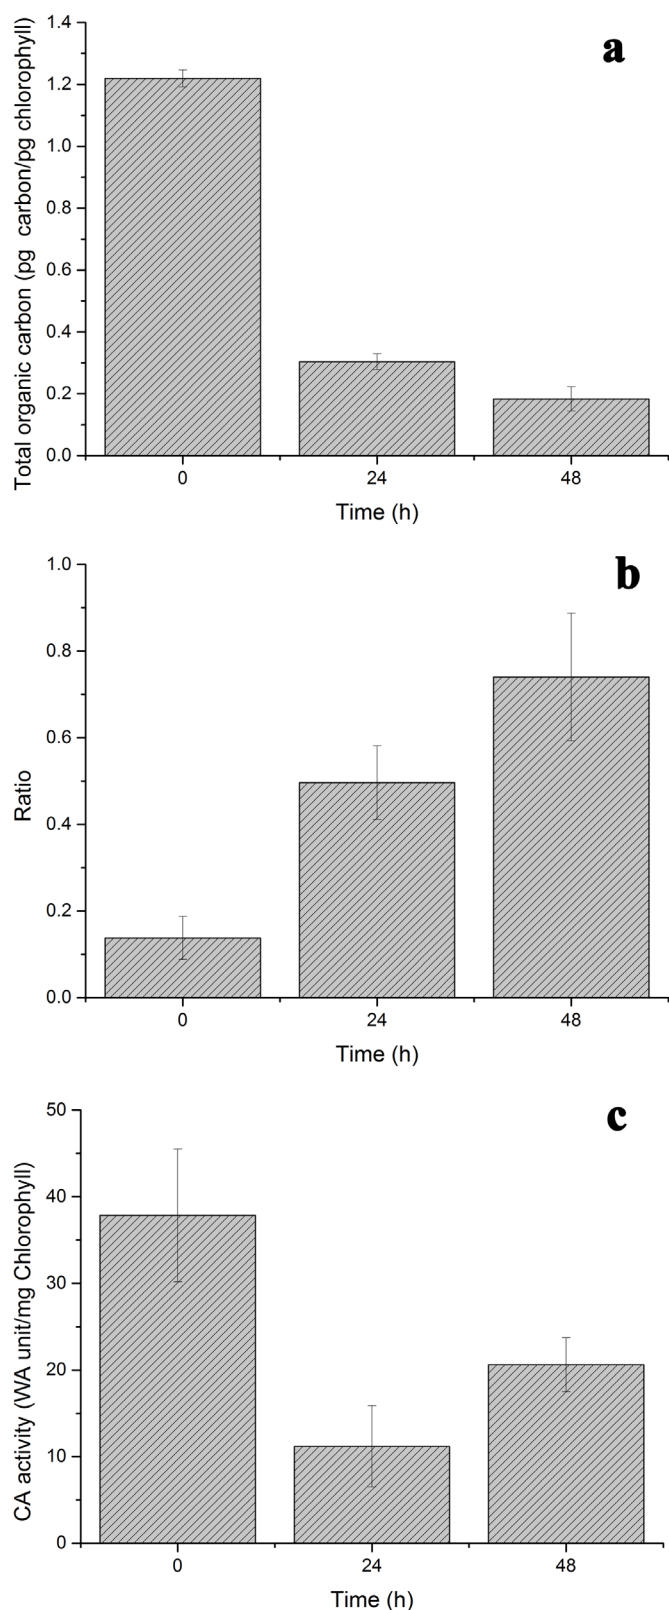 a
Total organic carbon (pg carbon/pg chlorophyll)
1.4
1.2
1.0
0.8
0.6
0.4
0.2
0.0
0 24 48
Time (h)
b
Ratio
1.0
0.8
0.6
0.4
0.2
0.0
0 24 48
Time (h)
c
CA activity (WA unit/mg Chlorophyll)
50
40
30
20
10
0
0 24 48
Time (h)